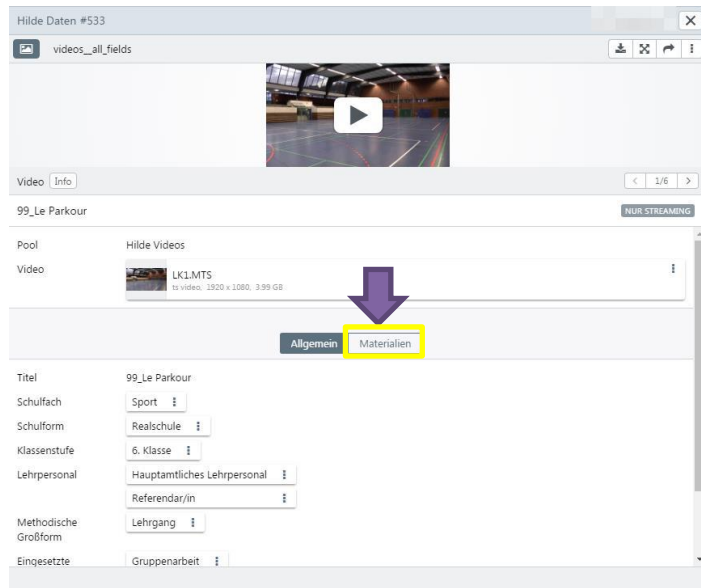 Hilde Daten #533
videos__all_fields
Video Info 1/6
99_Le Parkour NUR STREAMING
Pool Hilde Videos
Video LK1.MTS
ts video, 1920 x 1080, 3.99 GB
Allgemein Materialien
Titel 99_Le Parkour
Schulfach Sport
Schulform Realschule
Klassenstufe 6. Klasse
Lehrpersonal Hauptamtliches Lehrpersonal
Referendar/in
Methodische Lehrgang
Großform
Eingesetzte Gruppenarbeit